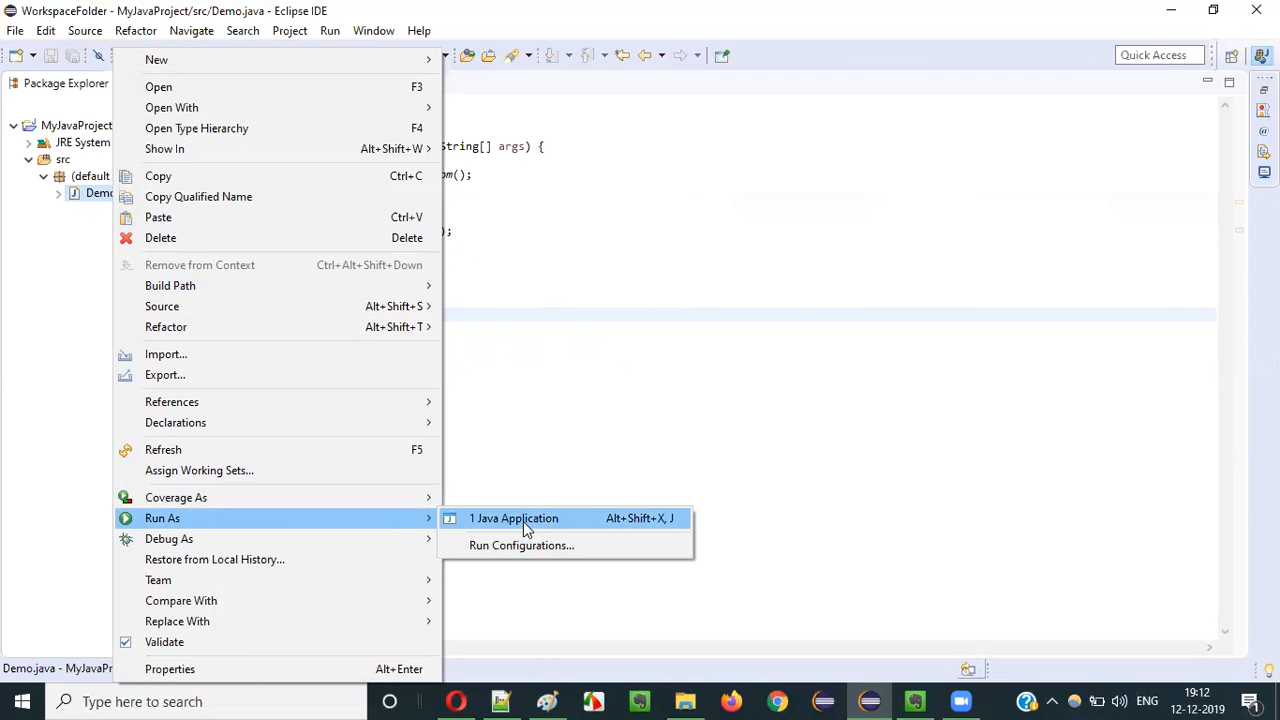 WorkspaceFolder - MyJavaProject/src/Demo.java - Eclipse IDE
File Edit Source Refactor Navigate Search Project Run Window Help
Quick Access
Package Explorer
MyJavaProject
JRE System
src
(default
Demo
String[] args) {
om();
);
New
Open F3
Open With
Open Type Hierarchy F4
Show In Alt+Shift+W
Copy Ctrl+C
Copy Qualified Name
Paste Ctrl+V
Delete Delete
Remove from Context Ctrl+Alt+Shift+Down
Build Path
Source Alt+Shift+S
Refactor Alt+Shift+T
Import...
Export...
References
Declarations
Refresh F5
Assign Working Sets...
Coverage As
Run As
1 Java Application Alt+Shift+X, J
Run Configurations...
Debug As
Restore from Local History...
Team
Compare With
Replace With
Validate
Properties Alt+Enter
Demo.java - MyJavaPr
Type here to search
ENG
19:12
12-12-2019